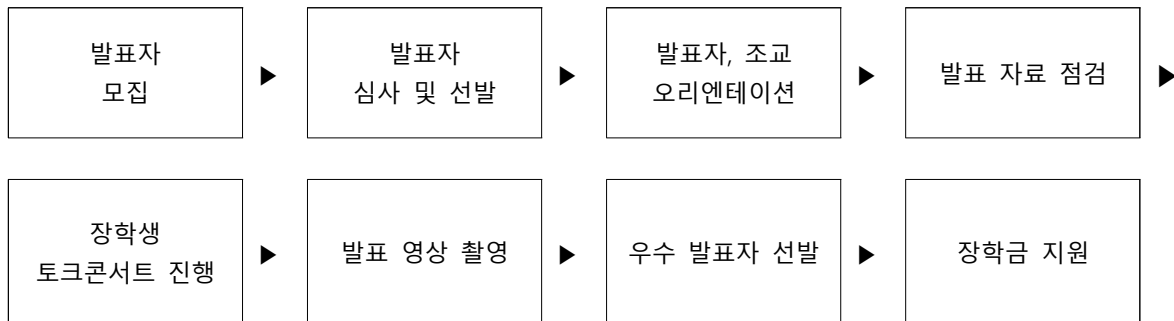 발표자
모집
▶
발표자
심사 및 선발
▶
발표자, 조교
오리엔테이션
▶
발표 자료 점검
▶
장학생
토크콘서트 진행
▶
발표 영상 촬영
▶
우수 발표자 선발
▶
장학금 지원